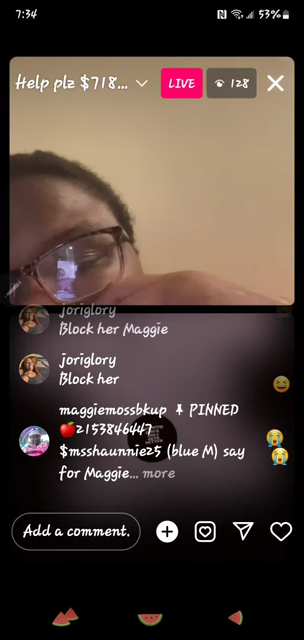 7:34
53%
Help plz $718...
LIVE
128
joriglory
Block her Maggie
joriglory
Block her
maggiemossbkup PINNED
🍎2153846447
$msshaunnie25 (blue M) say
for Maggie... more
Add a comment.